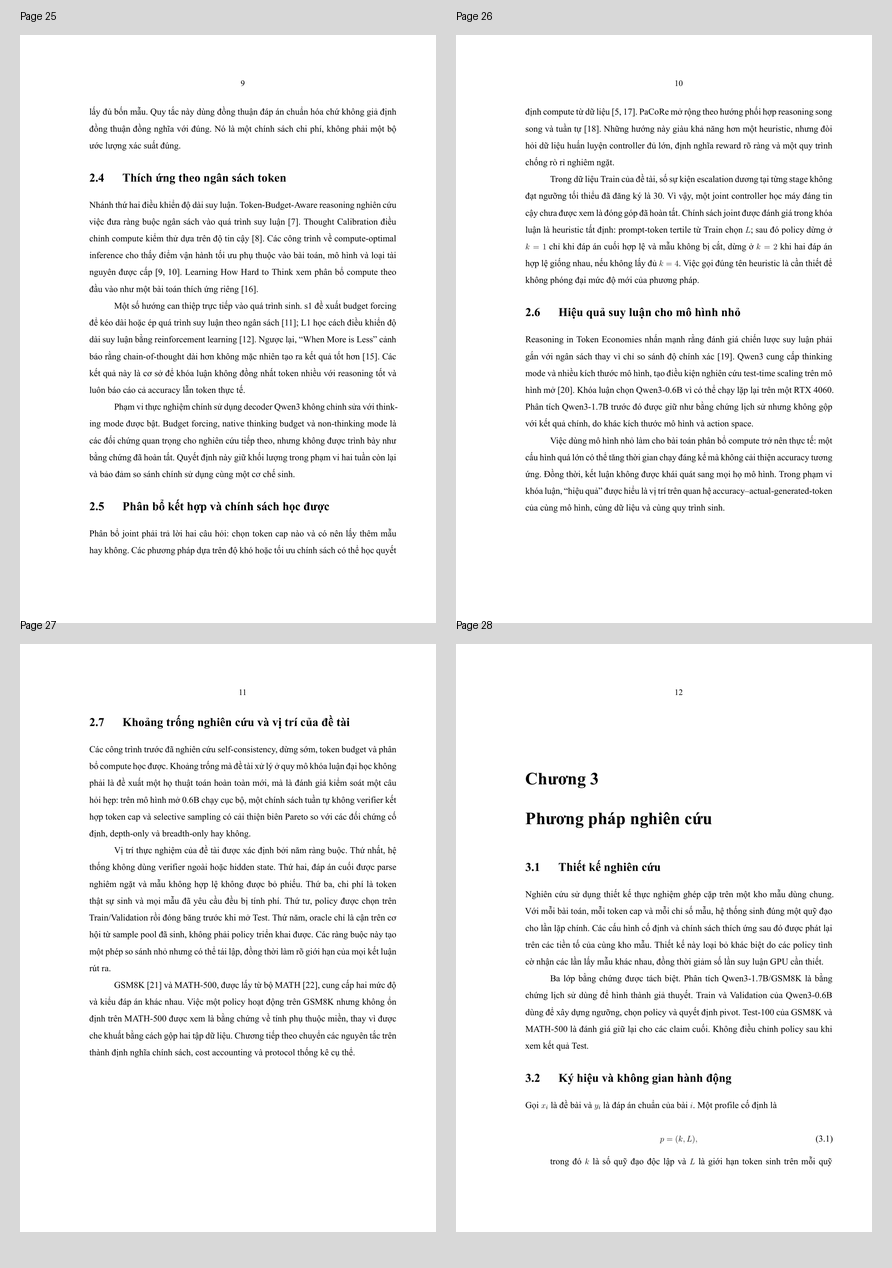 Page 25
9
lấy đủ bốn mẫu. Quy tắc này dùng đồng thuận đáp án chuẩn hóa chứ không giả định
đồng thuận đồng nghĩa với đúng. Nó là một chính sách chi phí, không phải một bộ
ước lượng xác suất đúng.
2.4 Thích ứng theo ngân sách token
Nhánh thứ hai điều khiển độ dài suy luận. Token-Budget-Aware reasoning nghiên cứu
việc đưa ràng buộc ngân sách vào quá trình suy luận [7]. Thought Calibration điều
chỉnh compute kiểm thử dựa trên độ tin cậy [8]. Các công trình về compute-optimal
inference cho thấy điểm vận hành tối ưu phụ thuộc vào bài toán, mô hình và loại tài
nguyên được cấp [9, 10]. Learning How Hard to Think xem phân bổ compute theo
đầu vào như một bài toán thích ứng riêng [16].
Một số hướng can thiệp trực tiếp vào quá trình sinh. s1 đề xuất budget forcing
để kéo dài hoặc ép quá trình suy luận theo ngân sách [11]; L1 học cách điều khiển độ
dài suy luận bằng reinforcement learning [12]. Ngược lại, “When More is Less” cảnh
báo rằng chain-of-thought dài hơn không mặc nhiên tạo ra kết quả tốt hơn [15]. Các
kết quả này là cơ sở để khóa luận không đồng nhất token nhiều với reasoning tốt và
luôn báo cáo cả accuracy lẫn token thực tế.
Phạm vi thực nghiệm chính sử dụng decoder Qwen3 không chỉnh sửa với think-
ing mode được bật. Budget forcing, native thinking budget và non-thinking mode là
các đối chứng quan trọng cho nghiên cứu tiếp theo, nhưng không được trình bày như
bằng chứng đã hoàn tất. Quyết định này giữ khối lượng trong phạm vi hai tuần còn lại
và bảo đảm so sánh chính sử dụng cùng một cơ chế sinh.
2.5 Phân bổ kết hợp và chính sách học được
Phân bổ joint phải trả lời hai câu hỏi: chọn token cap nào và có nên lấy thêm mẫu
hay không. Các phương pháp dựa trên độ khó hoặc tối ưu chính sách có thể học quyết
Page 26
10
định compute từ dữ liệu [5, 17]. PaCoRe mở rộng theo hướng phối hợp reasoning song
song và tuần tự [18]. Những hướng này giàu khả năng hơn một heuristic, nhưng đòi
hỏi dữ liệu huấn luyện controller đủ lớn, định nghĩa reward rõ ràng và một quy trình
chống rò rỉ nghiêm ngặt.
Trong dữ liệu Train của đề tài, số sự kiện escalation dương tại từng stage không
đạt ngưỡng tối thiểu đã đăng ký là 30. Vì vậy, một joint controller học máy đáng tin
cậy chưa được xem là đóng góp đã hoàn tất. Chính sách joint được đánh giá trong khóa
luận là heuristic tất định: prompt-token tertile từ Train chọn L; sau đó policy dừng ở
k = 1 chỉ khi đáp án cuối hợp lệ và mẫu không bị cắt, dừng ở k = 2 khi hai đáp án
hợp lệ giống nhau, nếu không lấy đủ k = 4. Việc gọi đúng tên heuristic là cần thiết để
không phóng đại mức độ mới của phương pháp.
2.6 Hiệu quả suy luận cho mô hình nhỏ
Reasoning in Token Economies nhấn mạnh rằng đánh giá chiến lược suy luận phải
gắn với ngân sách thay vì chỉ so sánh độ chính xác [19]. Qwen3 cung cấp thinking
mode và nhiều kích thước mô hình, tạo điều kiện nghiên cứu test-time scaling trên mô
hình mở [20]. Khóa luận chọn Qwen3-0.6B vì có thể chạy lặp lại trên một RTX 4060.
Phân tích Qwen3-1.7B trước đó được giữ như bằng chứng lịch sử nhưng không gộp
với kết quả chính, do khác kích thước mô hình và action space.
Việc dùng mô hình nhỏ làm cho bài toán phân bổ compute trở nên thực tế: một
cấu hình quá lớn có thể tăng thời gian chạy đáng kể mà không cải thiện accuracy tương
ứng. Đồng thời, kết luận không được khái quát sang mọi họ mô hình. Trong phạm vi
khóa luận, “hiệu quả” được hiểu là vị trí trên quan hệ accuracy–actual-generated-token
của cùng mô hình, cùng dữ liệu và cùng quy trình sinh.
Page 27
11
2.7 Khoảng trống nghiên cứu và vị trí của đề tài
Các công trình trước đã nghiên cứu self-consistency, dừng sớm, token budget và phân
bổ compute học được. Khoảng trống mà đề tài xử lý ở quy mô khóa luận đại học không
phải là đề xuất một họ thuật toán hoàn toàn mới, mà là đánh giá kiểm soát một câu
hỏi hẹp: trên mô hình mở 0.6B chạy cục bộ, một chính sách tuần tự không verifier kết
hợp token cap và selective sampling có cải thiện biên Pareto so với các đối chứng cố
định, depth-only và breadth-only hay không.
Vị trí thực nghiệm của đề tài được xác định bởi năm ràng buộc. Thứ nhất, hệ
thống không dùng verifier ngoài hoặc hidden state. Thứ hai, đáp án cuối được parse
nghiêm ngặt và mẫu không hợp lệ không được bỏ phiếu. Thứ ba, chi phí là token
thật sự sinh và mọi mẫu đã yêu cầu đều bị tính phí. Thứ tư, policy được chọn trên
Train/Validation rồi đóng băng trước khi mở Test. Thứ năm, oracle chỉ là cận trên cơ
hội từ sample pool đã sinh, không phải policy triển khai được. Các ràng buộc này tạo
một phép so sánh nhỏ nhưng có thể tái lập, đồng thời làm rõ giới hạn của mọi kết luận
rút ra.
GSM8K [21] và MATH-500, được lấy từ bộ MATH [22], cung cấp hai mức độ
và kiểu đáp án khác nhau. Việc một policy hoạt động trên GSM8K nhưng không ổn
định trên MATH-500 được xem là bằng chứng về tính phụ thuộc miền, thay vì được
che khuất bằng cách gộp hai tập dữ liệu. Chương tiếp theo chuyển các nguyên tắc trên
thành định nghĩa chính sách, cost accounting và protocol thống kê cụ thể.
Page 28
12
Chương 3
Phương pháp nghiên cứu
3.1 Thiết kế nghiên cứu
Nghiên cứu sử dụng thiết kế thực nghiệm ghép cặp trên một kho mẫu dùng chung.
Với mỗi bài toán, mỗi token cap và mỗi chỉ số mẫu, hệ thống sinh đúng một quỹ đạo
cho lần lặp chính. Các cấu hình cố định và chính sách thích ứng sau đó được phát lại
trên các tiền tố của cùng kho mẫu. Thiết kế này loại bỏ khác biệt do các policy tình
cờ nhận các lần lấy mẫu khác nhau, đồng thời giảm số lần suy luận GPU cần thiết.
Ba lớp bằng chứng được tách biệt. Phân tích Qwen3-1.7B/GSM8K là bằng
chứng lịch sử dùng để hình thành giả thuyết. Train và Validation của Qwen3-0.6B
dùng để xây dựng ngưỡng, chọn policy và quyết định pivot. Test-100 của GSM8K và
MATH-500 là đánh giá giữ lại cho các claim cuối. Không điều chỉnh policy sau khi
xem kết quả Test.
3.2 Ký hiệu và không gian hành động
Gọi xᵢ là đề bài và yᵢ là đáp án chuẩn của bài i. Một profile cố định là
p = (k, L), (3.1)
trong đó k là số quỹ đạo độc lập và L là giới hạn token sinh trên mỗi quỹ